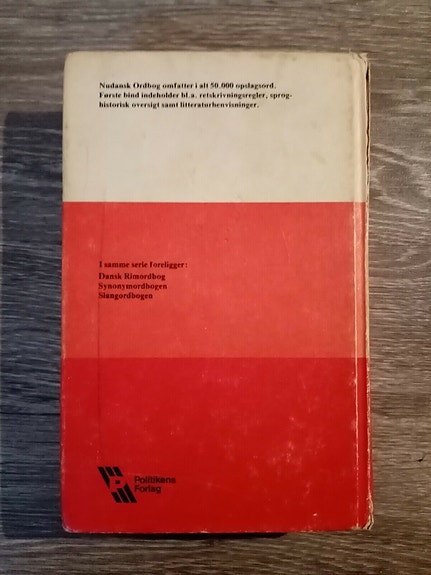 Nudansk Ordbog omfatter i alt 50.000 opslagsord.
Første bind indeholder bl.a. retskrivningsregler, sprog-
historisk oversigt samt litteraturhenvisninger.
I samme serie foreligger:
Dansk Rimordbog
Synonymordbogen
Slangordbogen
Politikens
Forlag